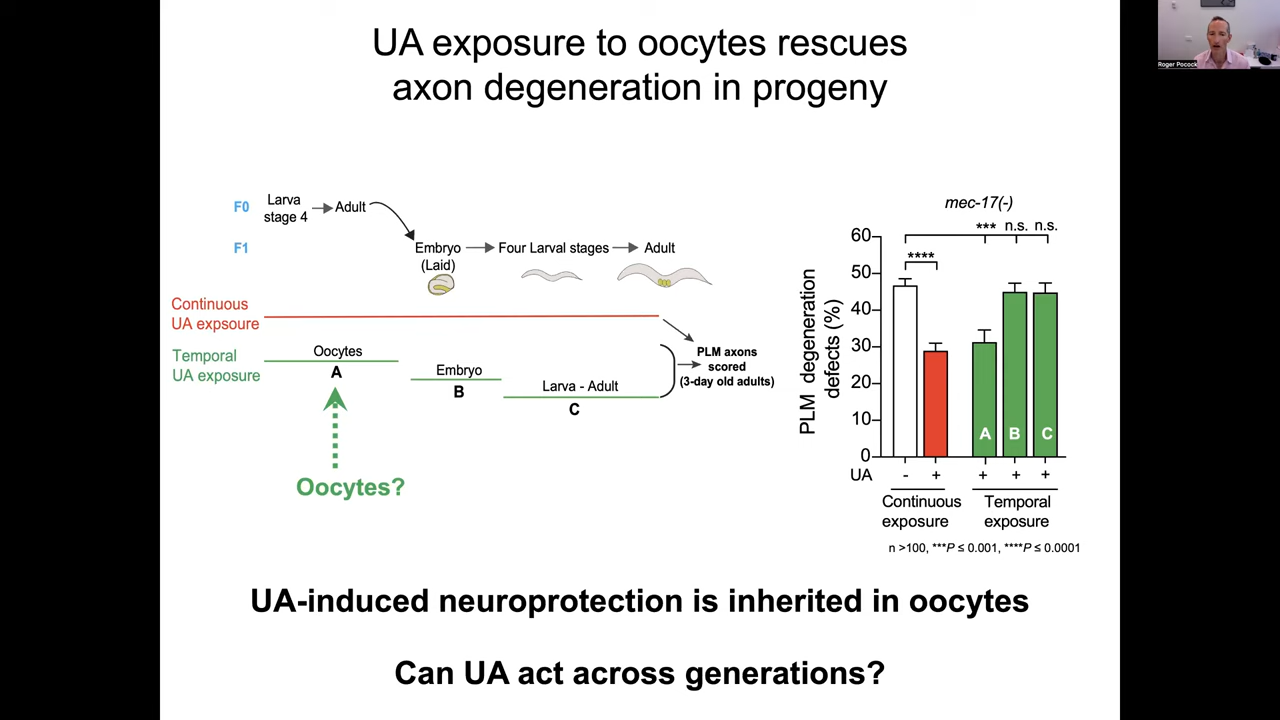 UA exposure to oocytes rescues
axon degeneration in progeny
Roger Pocock
F0
Larva
stage 4
Adult
F1
Embryo
(Laid)
Four Larval stages
Adult
Continuous
UA expsoure
Temporal
UA exposure
Oocytes
A
Embryo
B
Larva - Adult
C
PLM axons
scored
(3-day old adults)
Oocytes?
mec-17(-)
*** n.s. n.s.
****
PLM degeneration
defects (%)
60
50
40
30
20
10
0
A B C
UA - + + + +
Continuous
exposure
Temporal
exposure
n >100, ***P ≤ 0.001, ****P ≤ 0.0001
UA-induced neuroprotection is inherited in oocytes
Can UA act across generations?